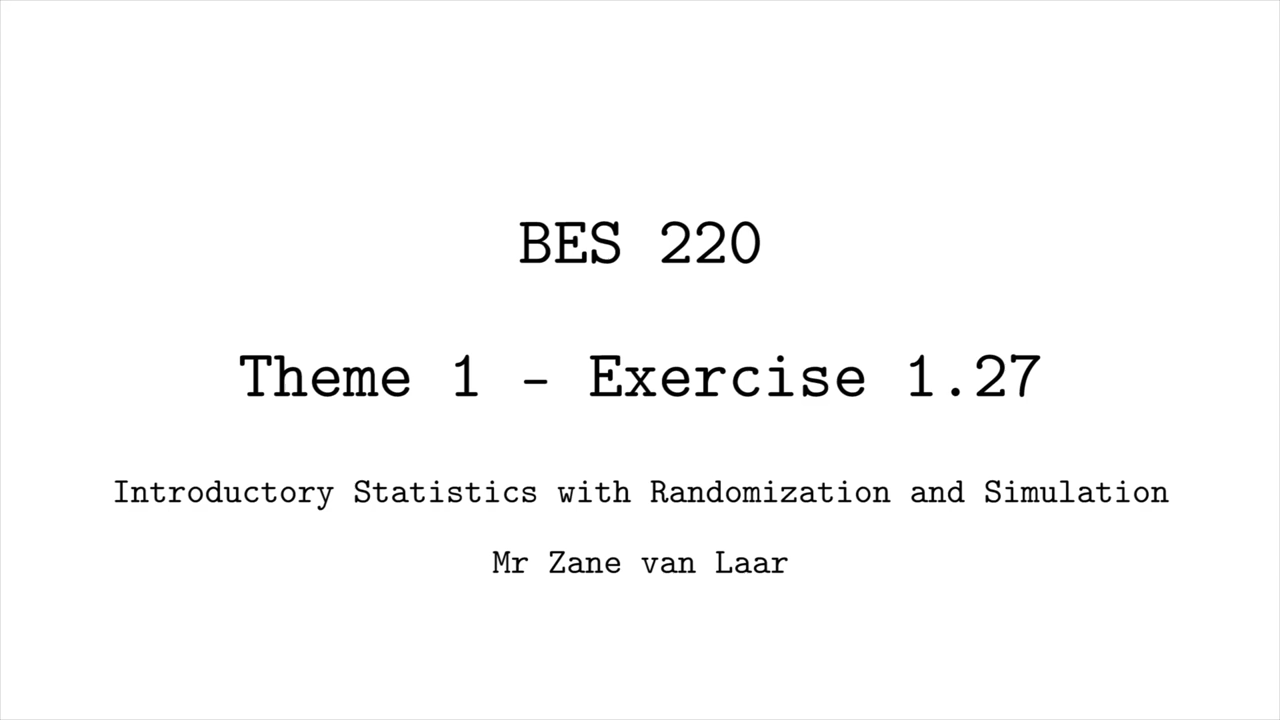 BES 220
Theme 1 - Exercise 1.27
Introductory Statistics with Randomization and Simulation
Mr Zane van Laar